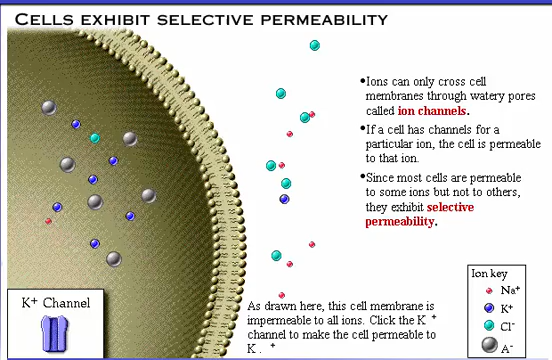 CELLS EXHIBIT SELECTIVE PERMEABILITY
•Ions can only cross cell
membranes through watery pores
called ion channels.
•If a cell has channels for a
particular ion, the cell is permeable
to that ion.
•Since most cells are permeable
to some ions but not to others,
they exhibit selective
permeability.
K+ Channel
As drawn here, this cell membrane is
impermeable to all ions. Click the K +
channel to make the cell permeable to
K . +
Ion key
Na+
K+
Cl-
A-